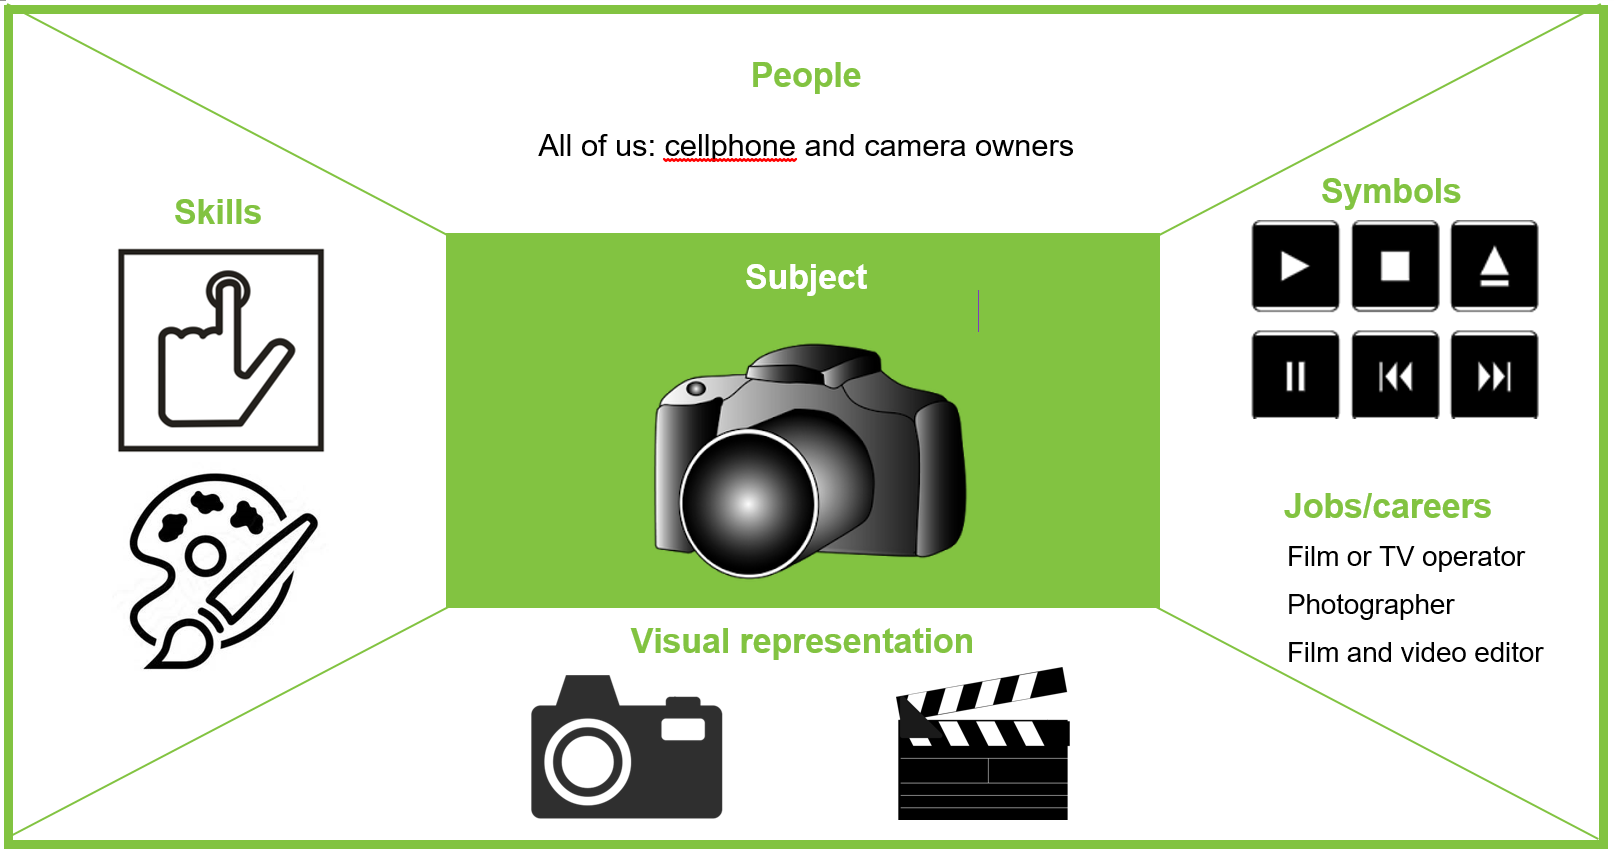 People
All of us: cellphone and camera owners
Skills
Symbols
Subject
Jobs/careers
Film or TV operator
Photographer
Film and video editor
Visual representation